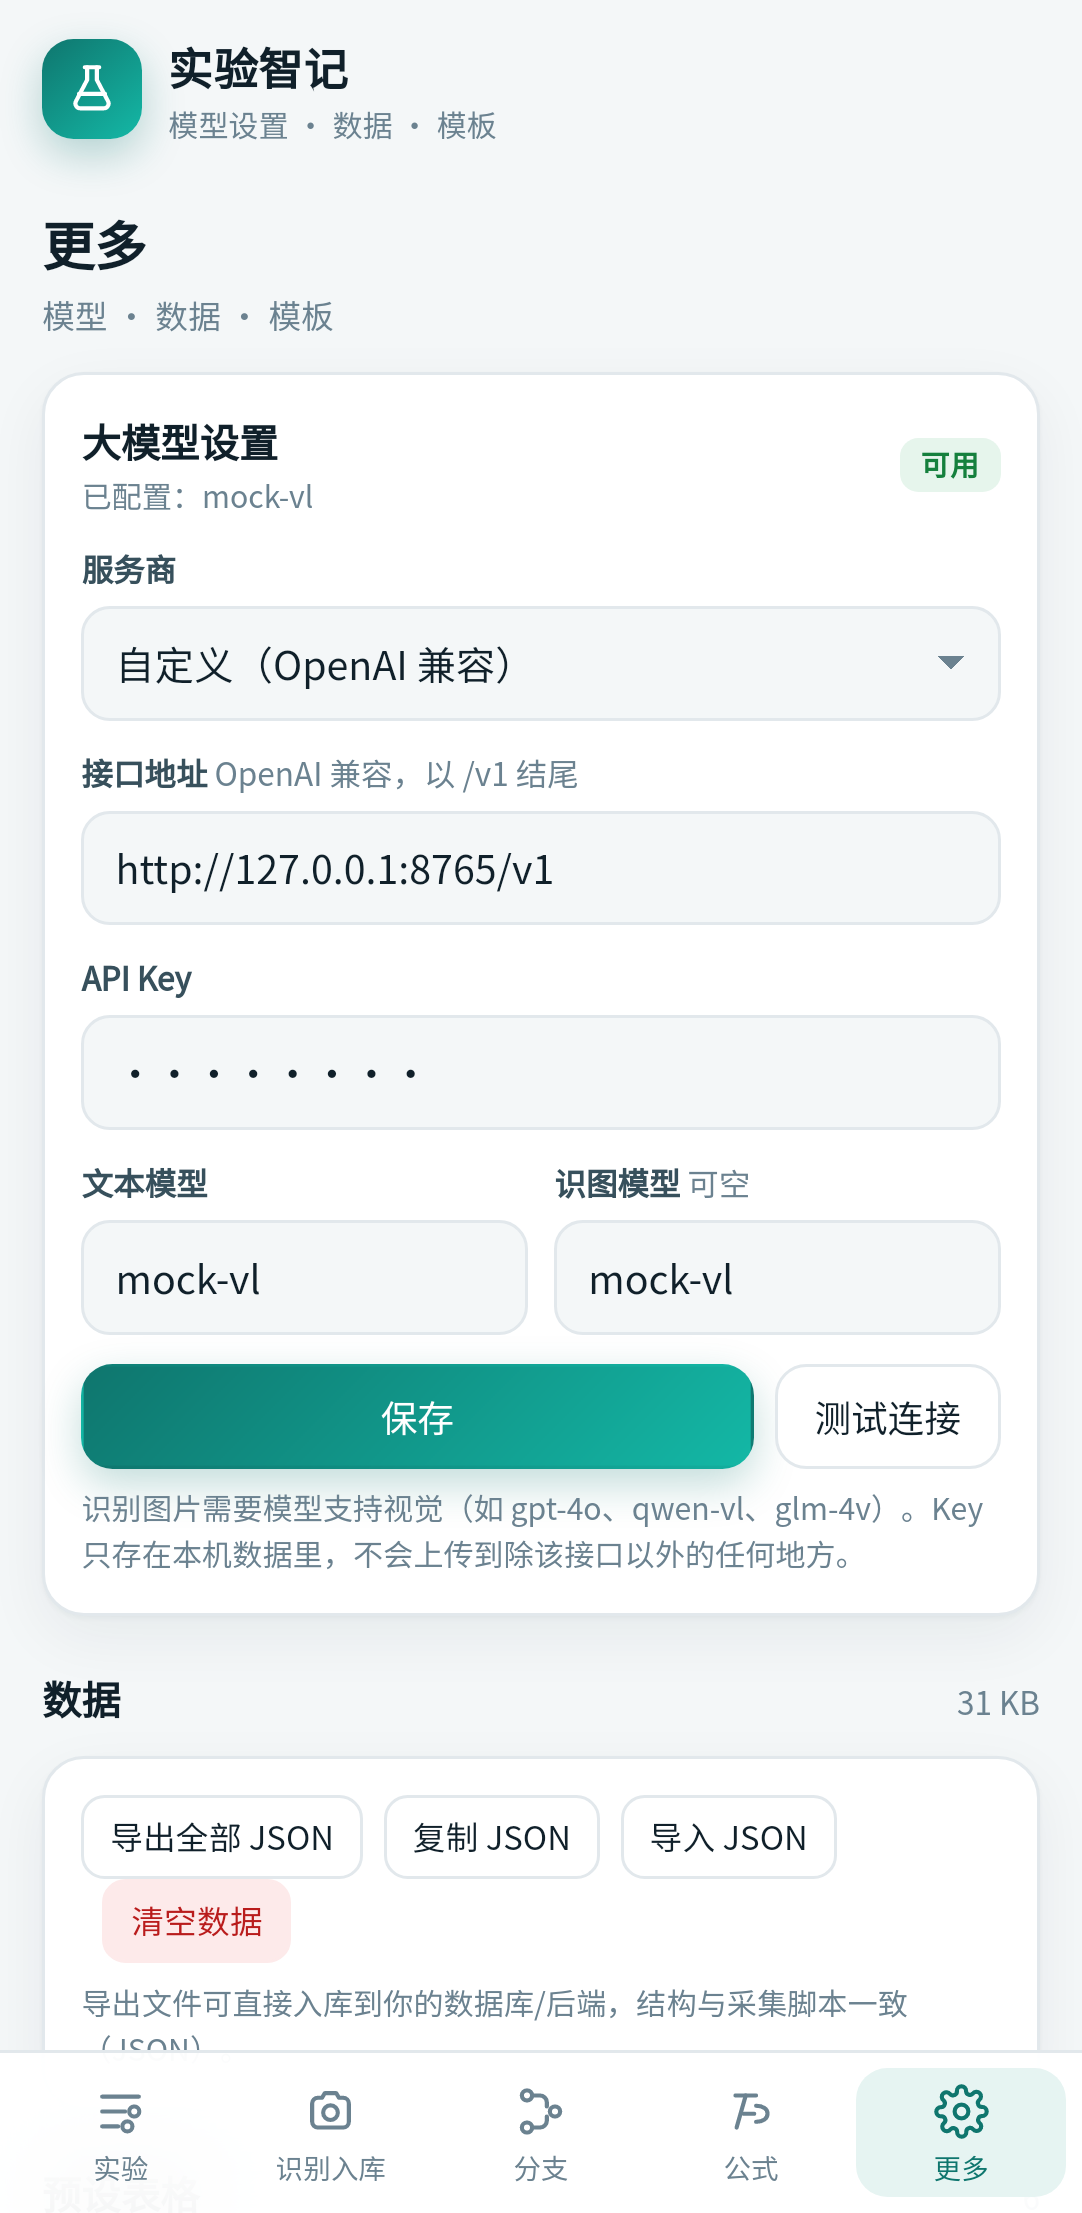 实验智记
模型设置 · 数据 · 模板
更多
模型 · 数据 · 模板
大模型设置
可用
已配置：mock-vl
服务商
自定义（OpenAI 兼容）
接口地址 OpenAI 兼容，以 /v1 结尾
http://127.0.0.1:8765/v1
API Key
文本模型
识图模型 可空
mock-vl
mock-vl
保存
测试连接
识别图片需要模型支持视觉（如 gpt-4o、qwen-vl、glm-4v）。Key
只存在本机数据里，不会上传到除该接口以外的任何地方。
数据
31 KB
导出全部 JSON
复制 JSON
导入 JSON
清空数据
导出文件可直接入库到你的数据库/后端，结构与采集脚本一致
（JSON）
预设表格
实验
识别入库
分支
公式
更多